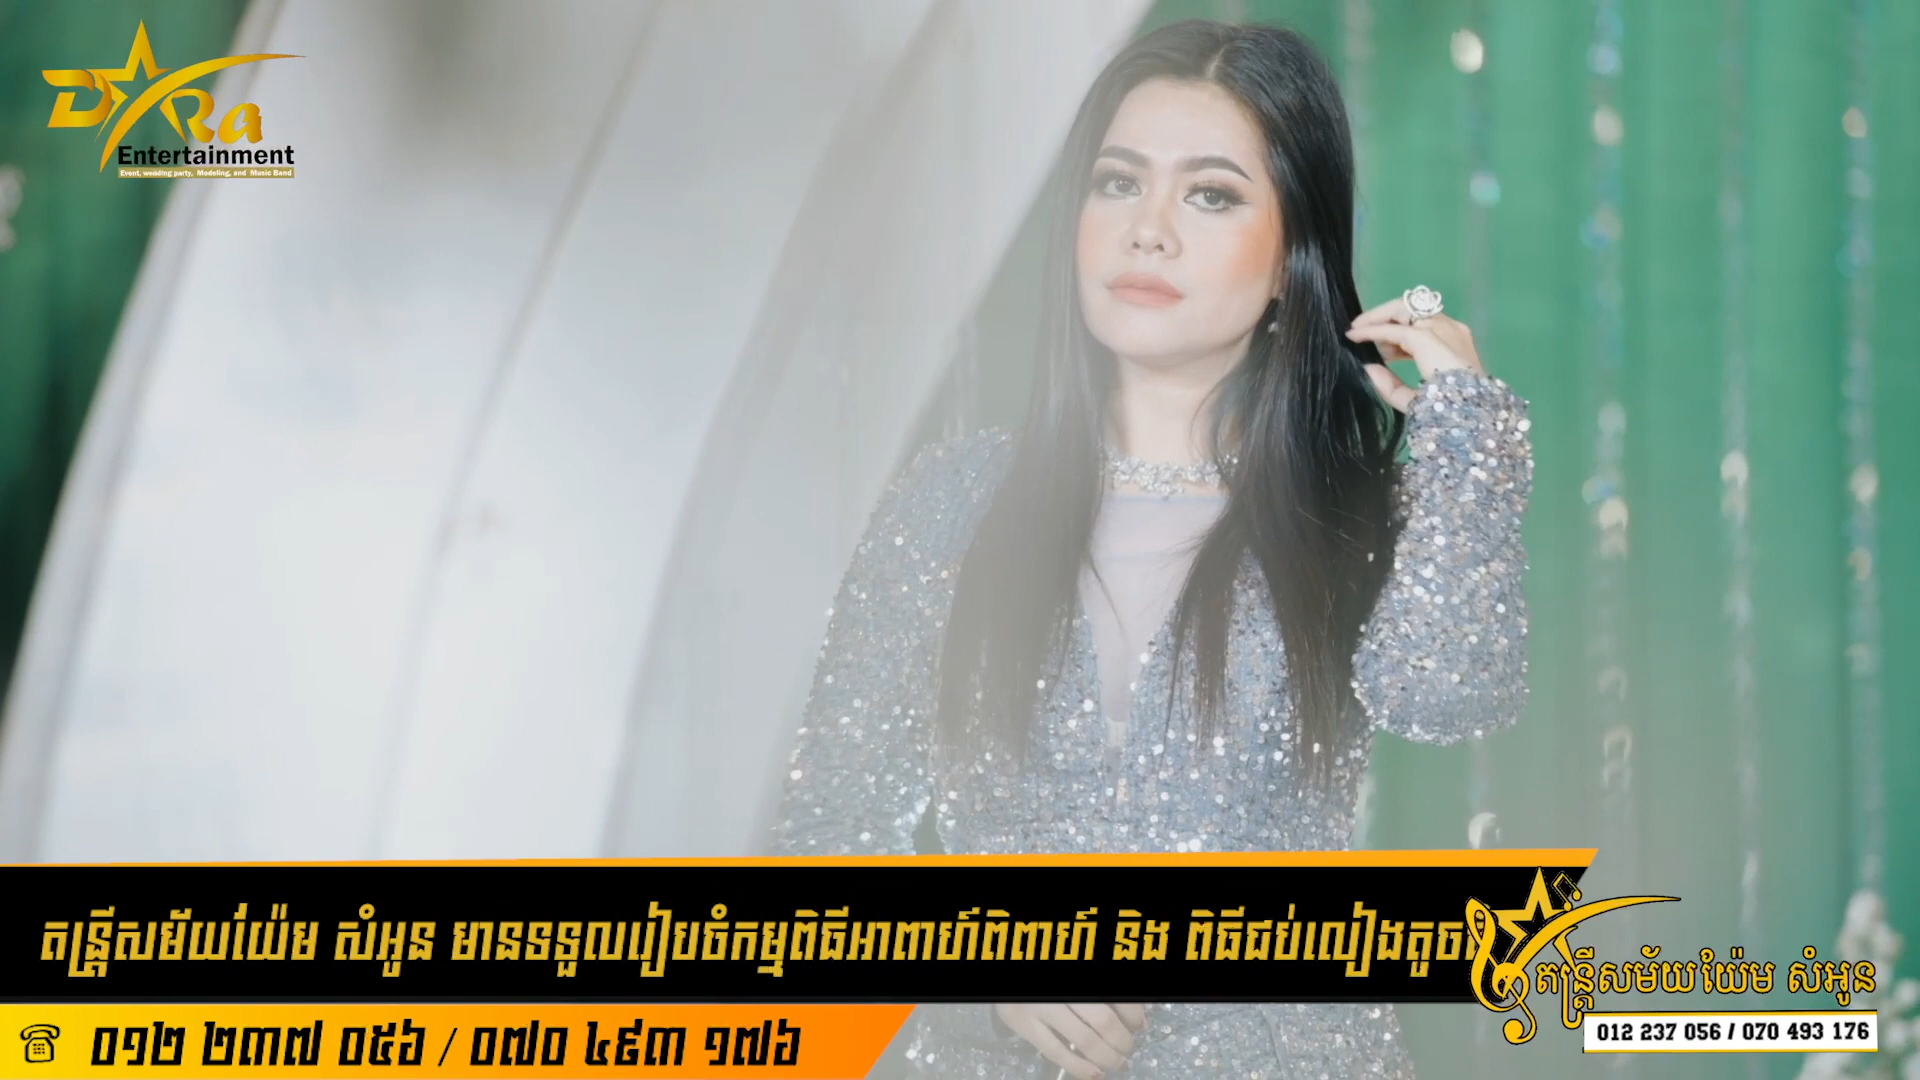 DaRa
Entertainment
Event, wedding party, Modeling, and Music Band
តន្ត្រីសម័យយ៉ែម សំអូន មានទទួលរៀបចំកម្មពិធីអាពាហ៍ពិពាហ៍ និង ពិធីជប់លៀងតូច
តន្ត្រីសម័យយ៉ែម សំអូន
០១២ ២៣៧ ០៥៦ / ០៧០ ៤៩៣ ១៧៦
012 237 056 / 070 493 176